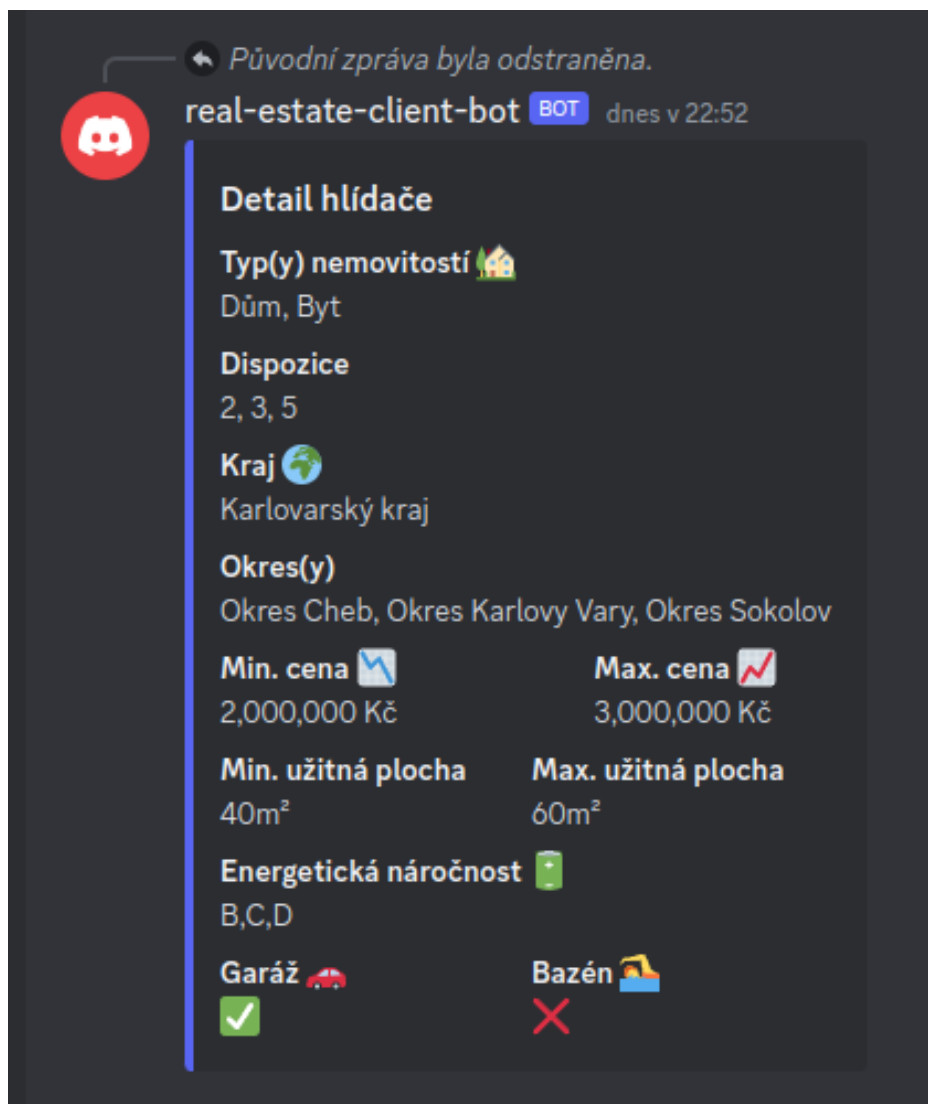 Původní zpráva byla odstraněna.
real-estate-client-bot BOT dnes v 22:52
Detail hlídače
Typ(y) nemovitostí
Dům, Byt
Dispozice
2, 3, 5
Kraj
Karlovarský kraj
Okres(y)
Okres Cheb, Okres Karlovy Vary, Okres Sokolov
Min. cena Max. cena
2,000,000 Kč 3,000,000 Kč
Min. užitná plocha Max. užitná plocha
40m² 60m²
Energetická náročnost
B,C,D
Garáž Bazén